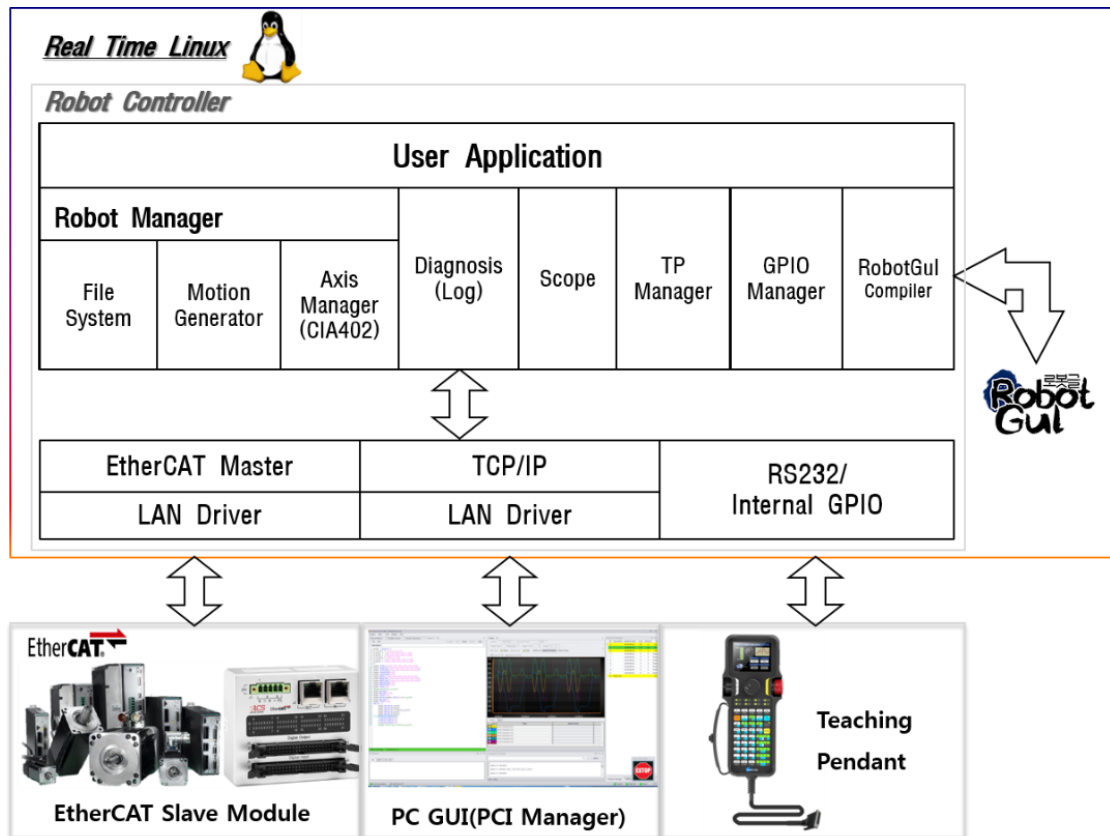 Real Time Linux
Robot Controller
User Application
Robot Manager
File
System
Motion
Generator
Axis
Manager
(CIA402)
Diagnosis
(Log)
Scope
TP
Manager
GPIO
Manager
RobotGul
Compiler
로봇글
Robot
Gul
EtherCAT Master
TCP/IP
RS232/
Internal GPIO
LAN Driver
LAN Driver
EtherCAT
EtherCAT Slave Module
PC GUI(PCI Manager)
Teaching
Pendant